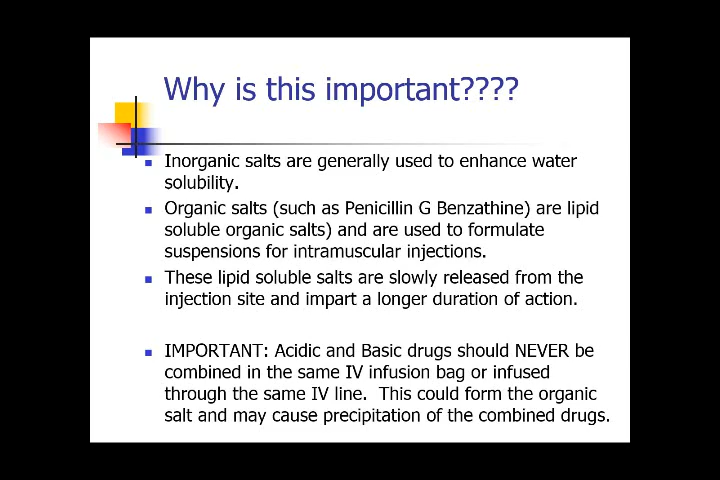 Why is this important????
Inorganic salts are generally used to enhance water
solubility.
Organic salts (such as Penicillin G Benzathine) are lipid
soluble organic salts) and are used to formulate
suspensions for intramuscular injections.
These lipid soluble salts are slowly released from the
injection site and impart a longer duration of action.
IMPORTANT: Acidic and Basic drugs should NEVER be
combined in the same IV infusion bag or infused
through the same IV line.  This could form the organic
salt and may cause precipitation of the combined drugs.